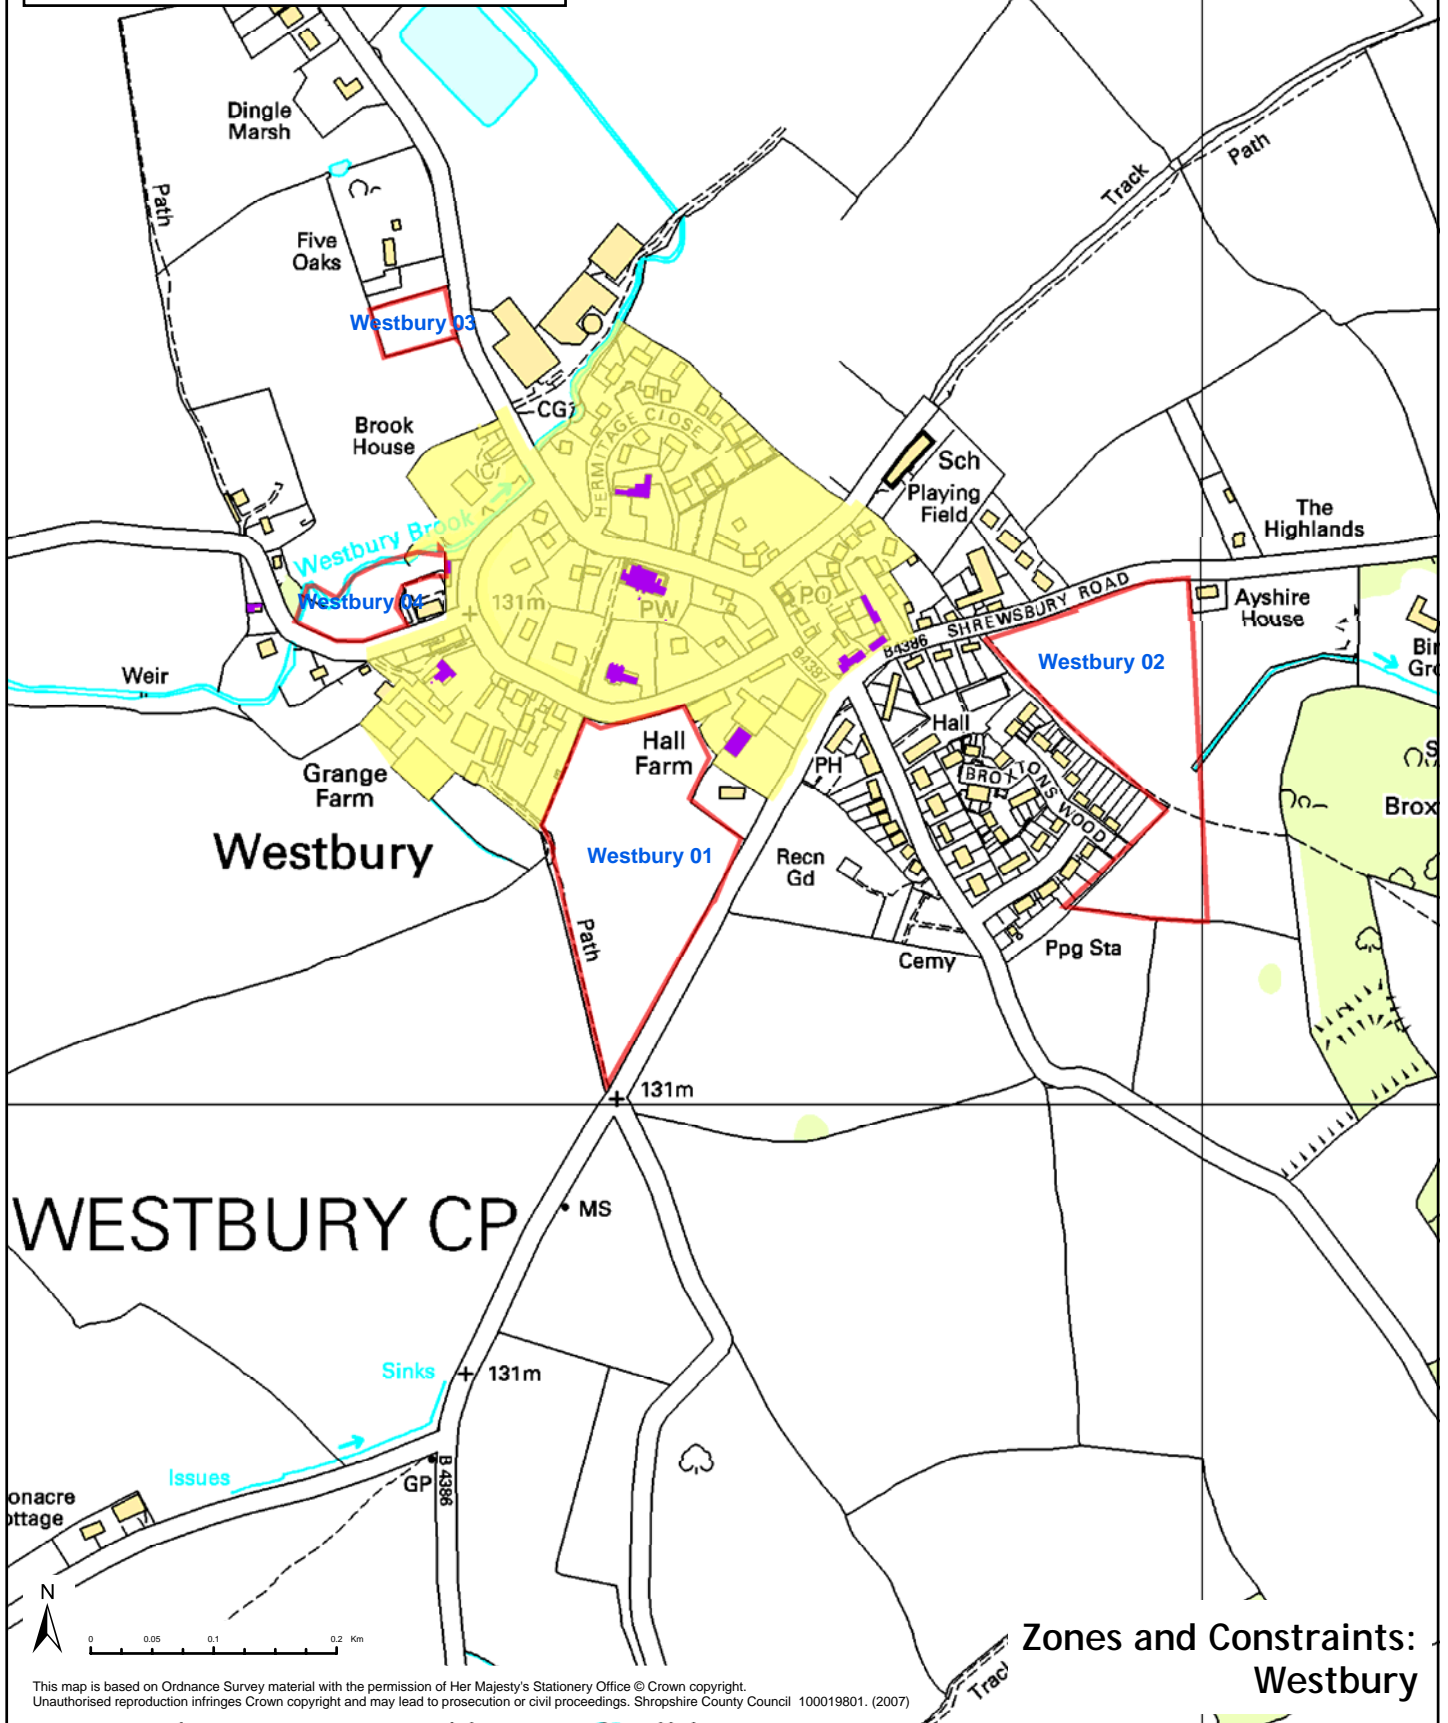 Dingle
Marsh
Path
Track
Path
Five
Oaks
Westbury 03
CG
HERMITAGE CLOSE
Brook
House
Sch
Playing
Field
The
Highlands
Westbury Brook
Westbury 04
131m
PW
PO
B4386
SHREWSBURY ROAD
Ayshire
House
B4387
Westbury 02
Weir
Hall
Farm
Hall
PH
BROXTONS WOOD
Grange
Farm
Westbury
Westbury 01
Recn
Gd
Brox
Path
Cemy
Ppg Sta
131m
WESTBURY CP
MS
Sinks
131m
Issues
GP
B 4386
onacre
ottage
N
0 0.05 0.1 0.2 Km
Zones and Constraints:
Westbury
Track
This map is based on Ordnance Survey material with the permission of Her Majesty's Stationery Office © Crown copyright.
Unauthorised reproduction infringes Crown copyright and may lead to prosecution or civil proceedings. Shropshire County Council 100019801. (2007)